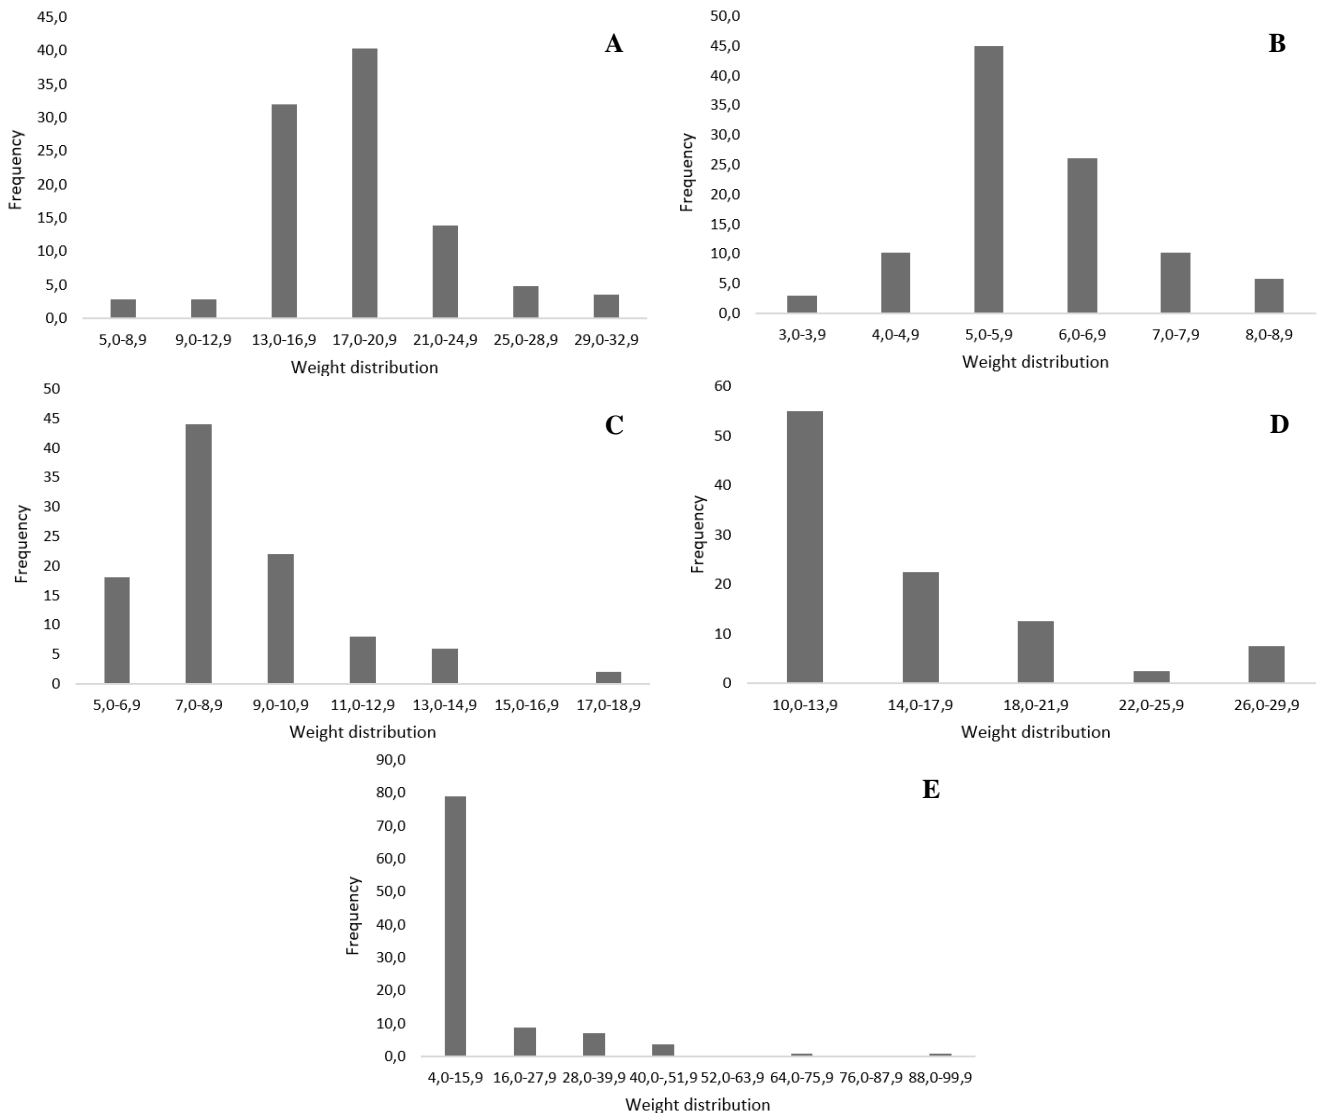 A
45,0
40,0
35,0
30,0
25,0
20,0
15,0
10,0
5,0
0,0
Frequency
5,0-8,9 9,0-12,9 13,0-16,9 17,0-20,9 21,0-24,9 25,0-28,9 29,0-32,9
Weight distribution
B
50,0
45,0
40,0
35,0
30,0
25,0
20,0
15,0
10,0
5,0
0,0
Frequency
3,0-3,9 4,0-4,9 5,0-5,9 6,0-6,9 7,0-7,9 8,0-8,9
Weight distribution
C
50
45
40
35
30
25
20
15
10
5
0
Frequency
5,0-6,9 7,0-8,9 9,0-10,9 11,0-12,9 13,0-14,9 15,0-16,9 17,0-18,9
Weight distribution
D
60
50
40
30
20
10
0
Frequency
10,0-13,9 14,0-17,9 18,0-21,9 22,0-25,9 26,0-29,9
Weight distribution
E
90,0
80,0
70,0
60,0
50,0
40,0
30,0
20,0
10,0
0,0
Frequency
4,0-15,9 16,0-27,9 28,0-39,9 40,0-,51,9 52,0-63,9 64,0-75,9 76,0-87,9 88,0-99,9
Weight distribution